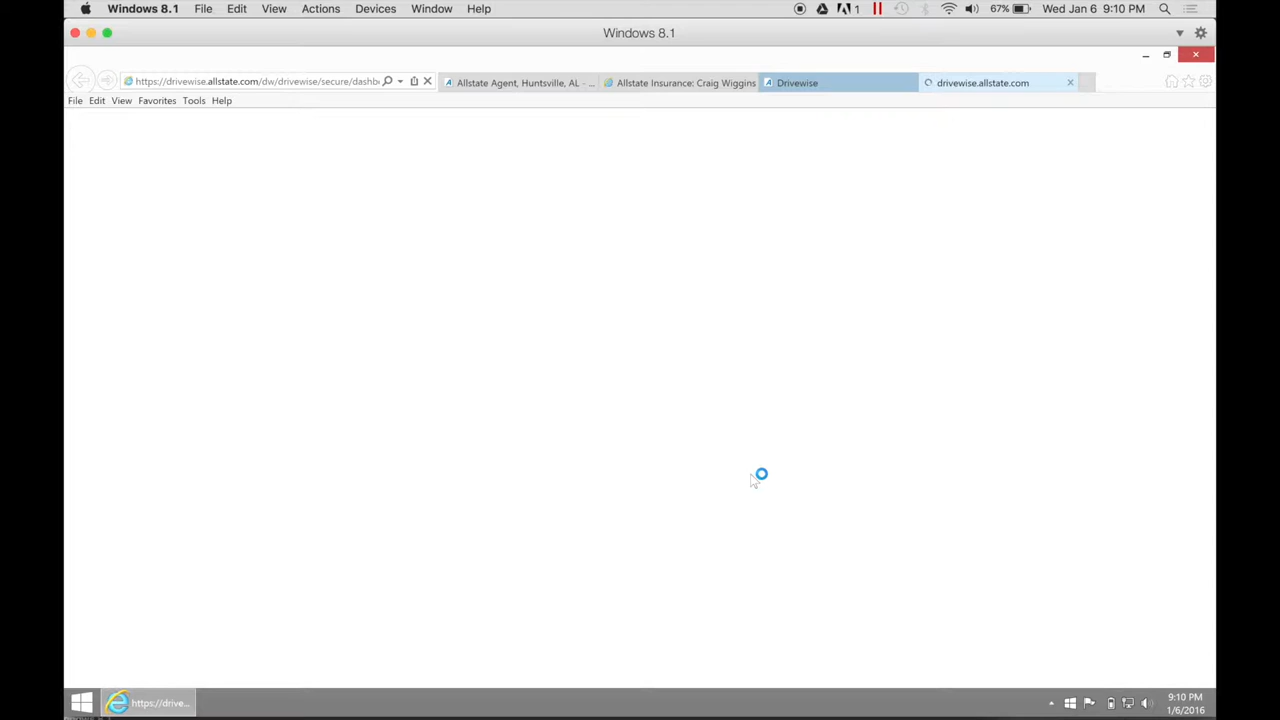 Windows 8.1 File Edit View Actions Devices Window Help 1 67% Wed Jan 6 9:10 PM
Windows 8.1
https://drivewise.allstate.com/dw/drivewise/secure/dashb Allstate Agent, Huntsville, AL - ... Allstate Insurance: Craig Wiggins Drivewise drivewise.allstate.com
File Edit View Favorites Tools Help
https://drive... 9:10 PM
1/6/2016